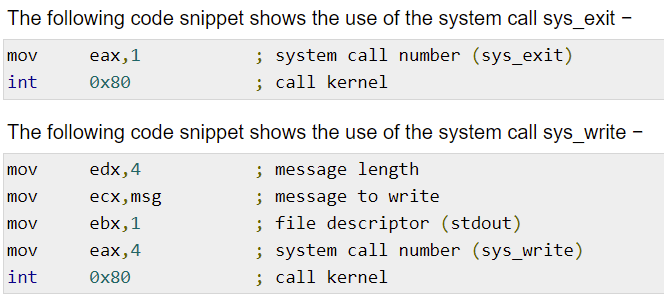 The following code snippet shows the use of the system call sys_exit −
mov eax,1 ; system call number (sys_exit)
int 0x80 ; call kernel
The following code snippet shows the use of the system call sys_write −
mov edx,4 ; message length
mov ecx,msg ; message to write
mov ebx,1 ; file descriptor (stdout)
mov eax,4 ; system call number (sys_write)
int 0x80 ; call kernel